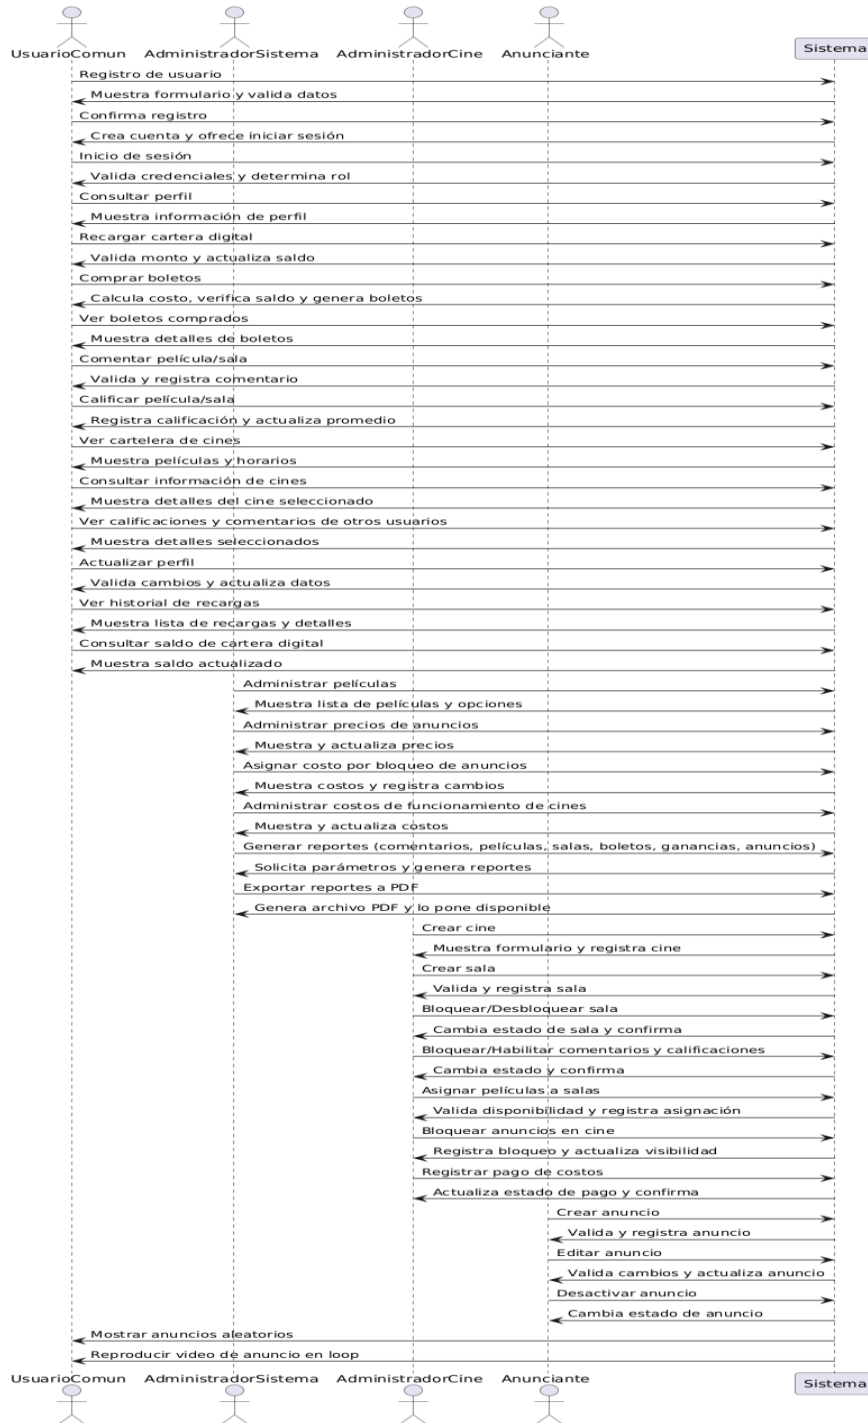 UsuarioComun AdministradorSistema AdministradorCine Anunciante Sistema
Registro de usuario
Muestra formulario y valida datos
Confirma registro
Crea cuenta y ofrece iniciar sesión
Inicio de sesión
Valida credenciales y determina rol
Consultar perfil
Muestra información de perfil
Recargar cartera digital
Valida monto y actualiza saldo
Comprar boletos
Calcula costo, verifica saldo y genera boletos
Ver boletos comprados
Muestra detalles de boletos
Comentar película/sala
Valida y registra comentario
Calificar película/sala
Registra calificación y actualiza promedio
Ver cartelera de cines
Muestra películas y horarios
Consultar información de cines
Muestra detalles del cine seleccionado
Ver calificaciones y comentarios de otros usuarios
Muestra detalles seleccionados
Actualizar perfil
Valida cambios y actualiza datos
Ver historial de recargas
Muestra lista de recargas y detalles
Consultar saldo de cartera digital
Muestra saldo actualizado
Administrar películas
Muestra lista de películas y opciones
Administrar precios de anuncios
Muestra y actualiza precios
Asignar costo por bloqueo de anuncios
Muestra costos y registra cambios
Administrar costos de funcionamiento de cines
Muestra y actualiza costos
Generar reportes (comentarios, películas, salas, boletos, ganancias, anuncios)
Solicita parámetros y genera reportes
Exportar reportes a PDF
Genera archivo PDF y lo pone disponible
Crear cine
Muestra formulario y registra cine
Crear sala
Valida y registra sala
Bloquear/Desbloquear sala
Cambia estado de sala y confirma
Bloquear/Habilitar comentarios y calificaciones
Cambia estado y confirma
Asignar películas a salas
Valida disponibilidad y registra asignación
Bloquear anuncios en cine
Registra bloqueo y actualiza visibilidad
Registrar pago de costos
Actualiza estado de pago y confirma
Crear anuncio
Valida y registra anuncio
Editar anuncio
Valida cambios y actualiza anuncio
Desactivar anuncio
Cambia estado de anuncio
Mostrar anuncios aleatorios
Reproducir video de anuncio en loop
UsuarioComun AdministradorSistema AdministradorCine Anunciante Sistema